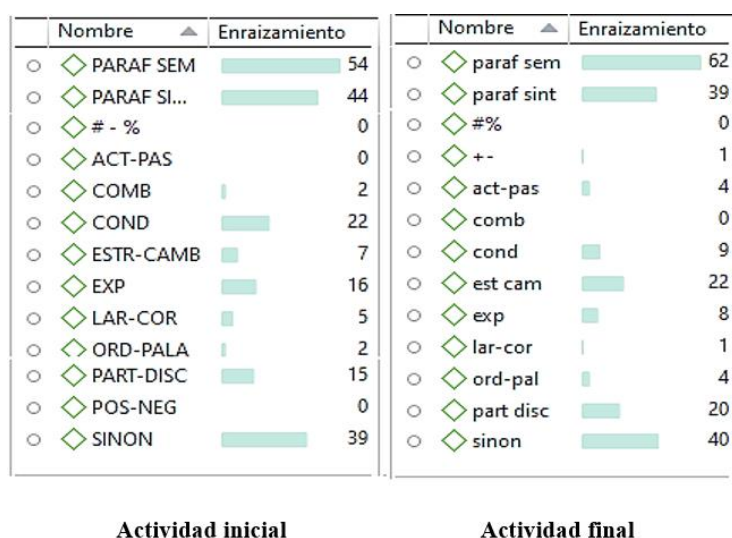 Nombre Enraizamiento
PARAF SEM 54
PARAF SI... 44
# - % 0
ACT-PAS 0
COMB 2
COND 22
ESTR-CAMB 7
EXP 16
LAR-COR 5
ORD-PALA 2
PART-DISC 15
POS-NEG 0
SINON 39
Actividad inicial
Nombre Enraizamiento
paraf sem 62
paraf sint 39
#% 0
+- 1
act-pas 4
comb 0
cond 9
est cam 22
exp 8
lar-cor 1
ord-pal 4
part disc 20
sinon 40
Actividad final